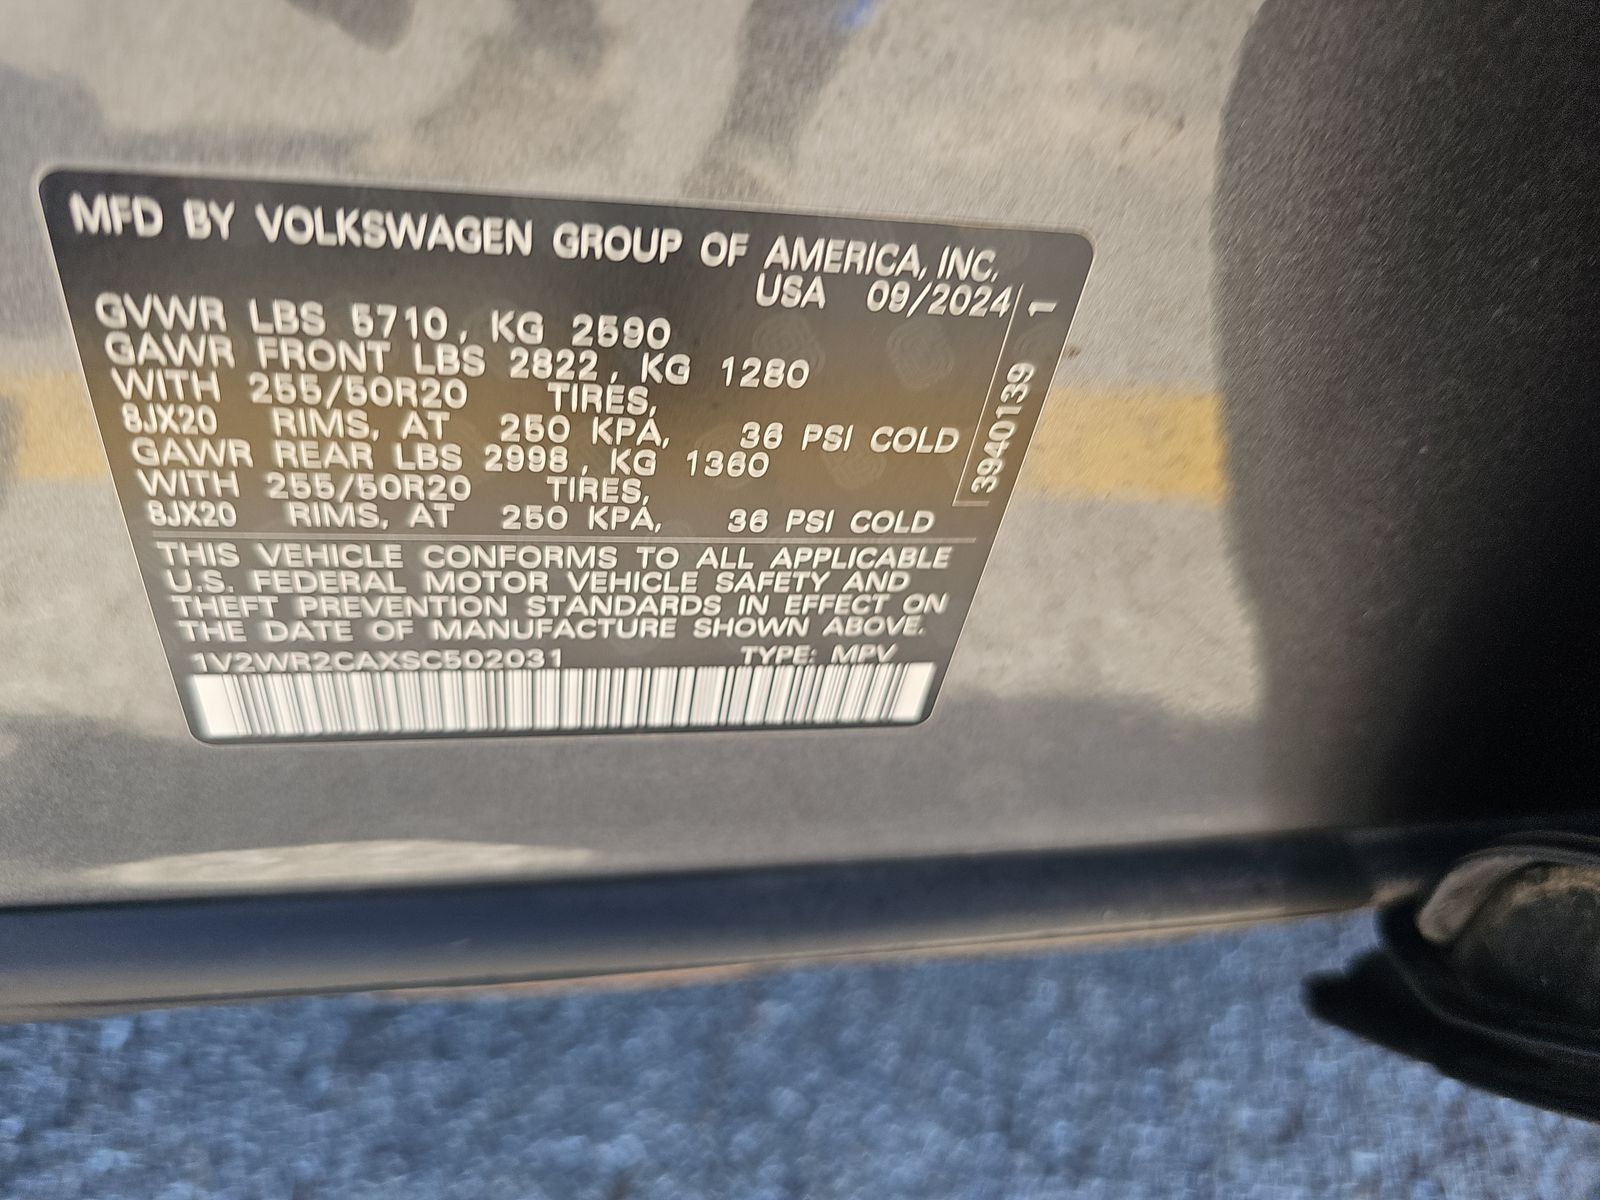 MFD BY VOLKSWAGEN GROUP OF AMERICA, INC,
USA 09/2024
GVWR LBS 5710, KG 2590
GAWR FRONT LBS 2822, KG 1280
WITH 255/50R20 TIRES,
8JX20 RIMS, AT 250 KPA, 36 PSI COLD
GAWR REAR LBS 2998, KG 1360
WITH 255/50R20 TIRES,
8JX20 RIMS, AT 250 KPA, 36 PSI COLD
THIS VEHICLE CONFORMS TO ALL APPLICABLE
U.S. FEDERAL MOTOR VEHICLE SAFETY AND
THEFT PREVENTION STANDARDS IN EFFECT ON
THE DATE OF MANUFACTURE SHOWN ABOVE.
1V2WR2CAXSC502031 TYPE: MPV
3940139 1